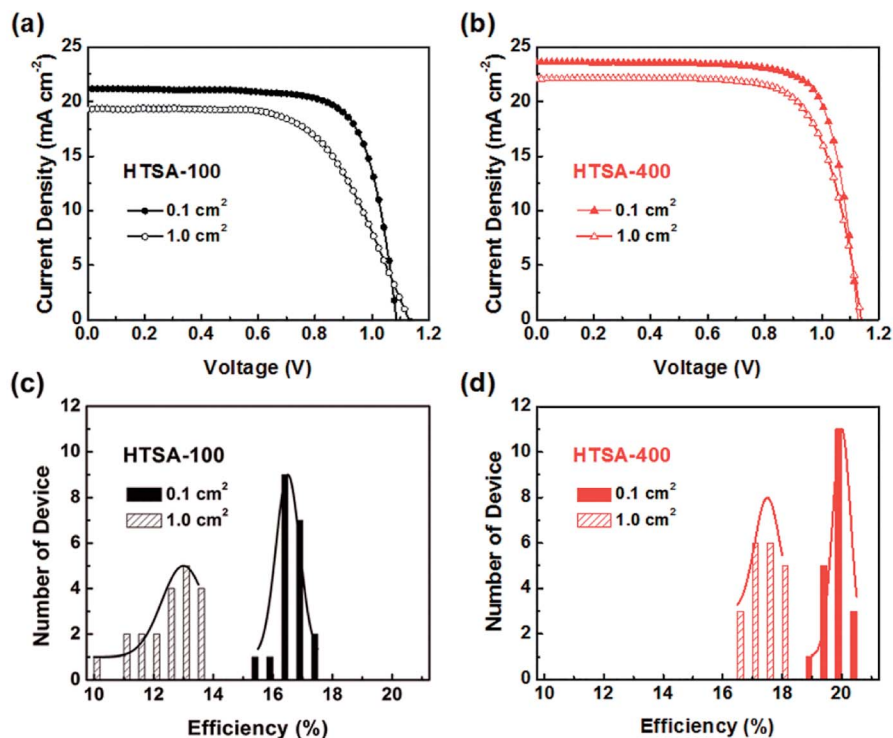 (a)
25
20
15
10
5
0
Current Density (mA cm⁻²)
HTSA-100
0.1 cm²
1.0 cm²
0.0 0.2 0.4 0.6 0.8 1.0 1.2
Voltage (V)
(b)
25
20
15
10
5
0
Current Density (mA cm⁻²)
HTSA-400
0.1 cm²
1.0 cm²
0.0 0.2 0.4 0.6 0.8 1.0 1.2
Voltage (V)
(c)
12
10
8
6
4
2
0
Number of Device
HTSA-100
0.1 cm²
1.0 cm²
10 12 14 16 18 20
Efficiency (%)
(d)
12
10
8
6
4
2
0
Number of Device
HTSA-400
0.1 cm²
1.0 cm²
10 12 14 16 18 20
Efficiency (%)